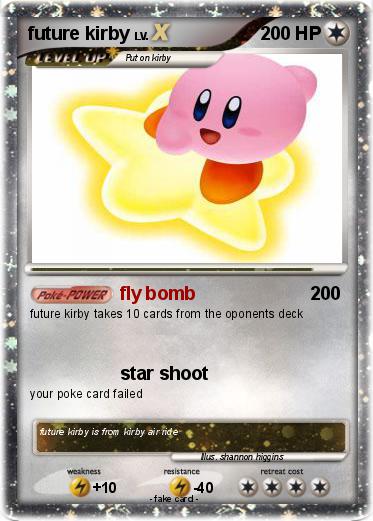 future kirby LV. X 200 HP
LEVEL UP Put on kirby
Poké-POWER fly bomb 200
future kirby takes 10 cards from the oponents deck
star shoot
your poke card failed
future kirby is from kirby air ride
Illus. shannon higgins
weakness resistance retreat cost
+10 -40
- fake card -